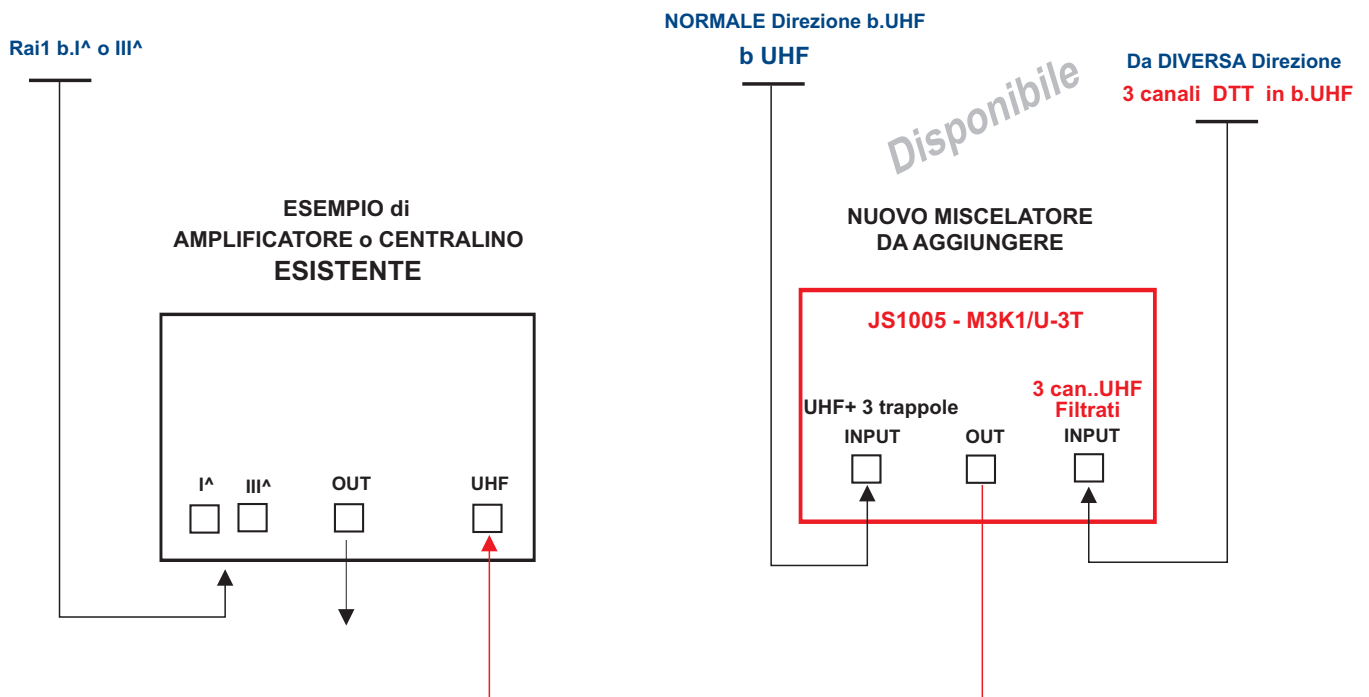 Rai1 b.I^ o III^
NORMALE Direzione b.UHF
b UHF
Da DIVERSA Direzione
3 canali DTT in b.UHF
Disponibile
ESEMPIO di
AMPLIFICATORE o CENTRALINO
ESISTENTE
I^ III^ OUT UHF
NUOVO MISCELATORE
DA AGGIUNGERE
JS1005 - M3K1/U-3T
UHF+ 3 trappole
INPUT
OUT
3 can..UHF
Filtrati
INPUT